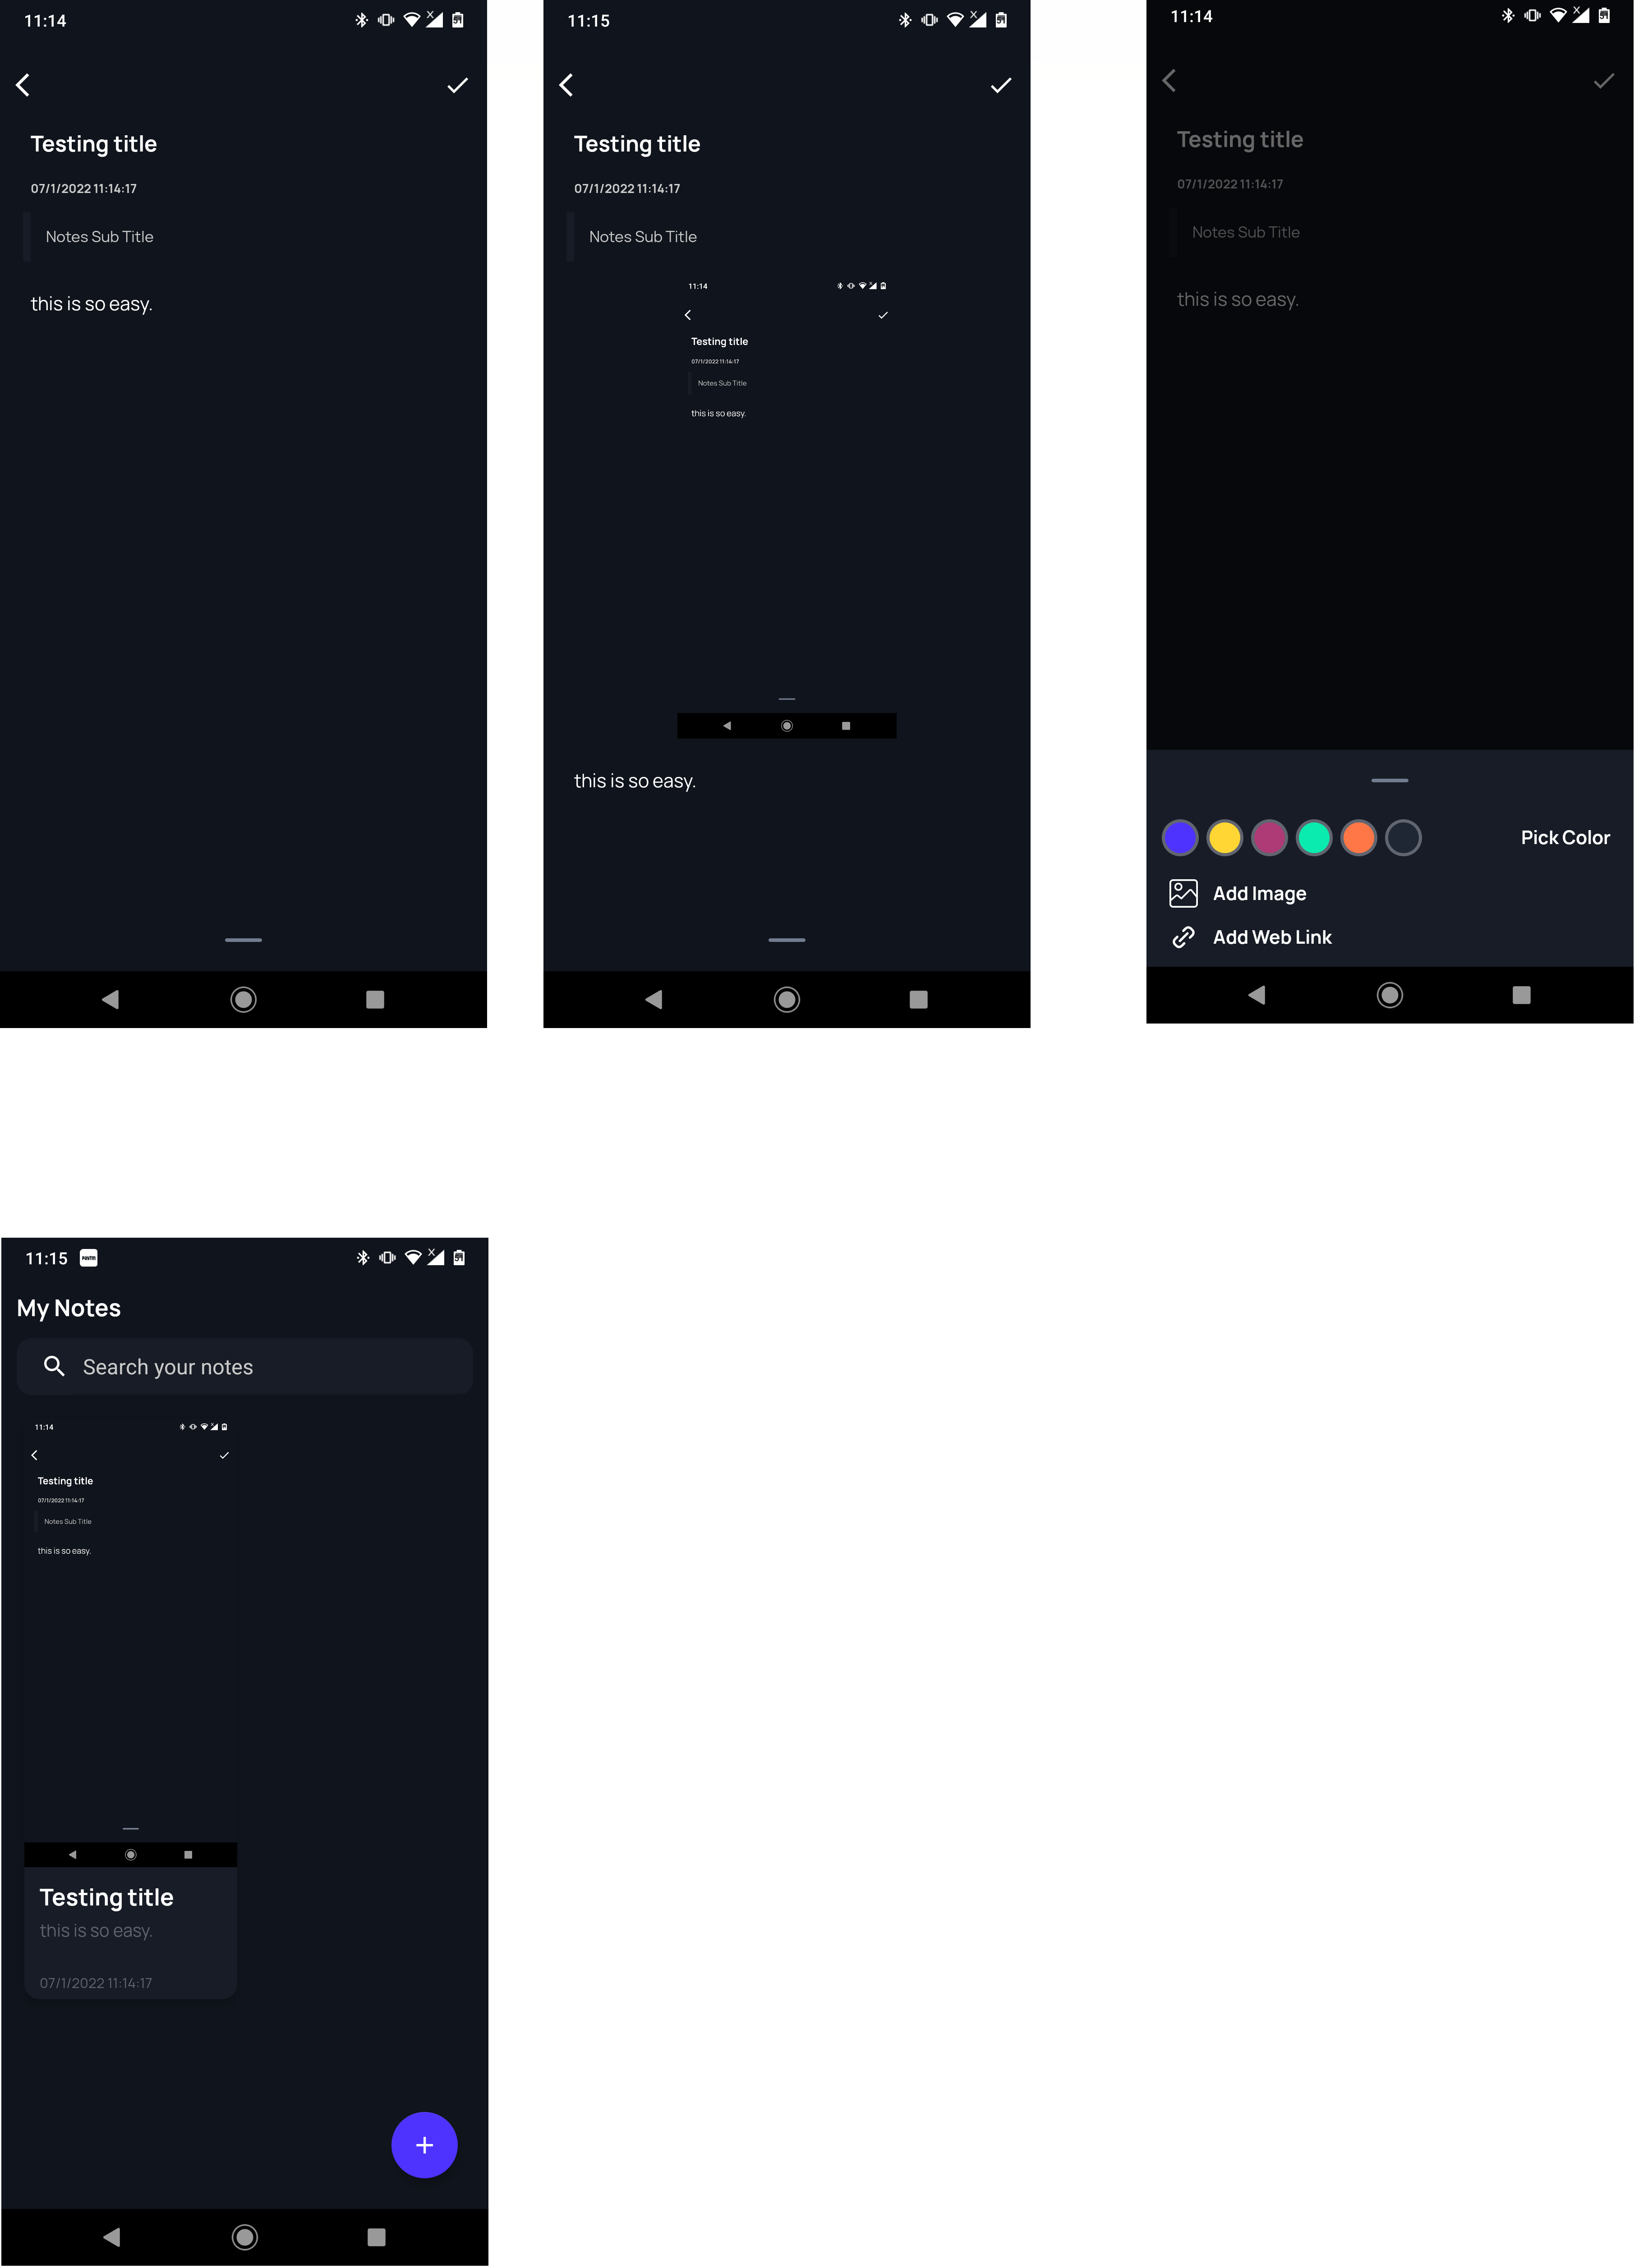 11:14
Testing title
07/1/2022 11:14:17
Notes Sub Title
this is so easy.
11:15
Testing title
07/1/2022 11:14:17
Notes Sub Title
11:14
Testing title
07/1/2022 11:14:17
Notes Sub Title
this is so easy.
this is so easy.
11:14
Testing title
07/1/2022 11:14:17
Notes Sub Title
this is so easy.
Pick Color
Add Image
Add Web Link
11:15
My Notes
Search your notes
11:14
Testing title
07/1/2022 11:14:17
Notes Sub Title
this is so easy.
Testing title
this is so easy.
07/1/2022 11:14:17